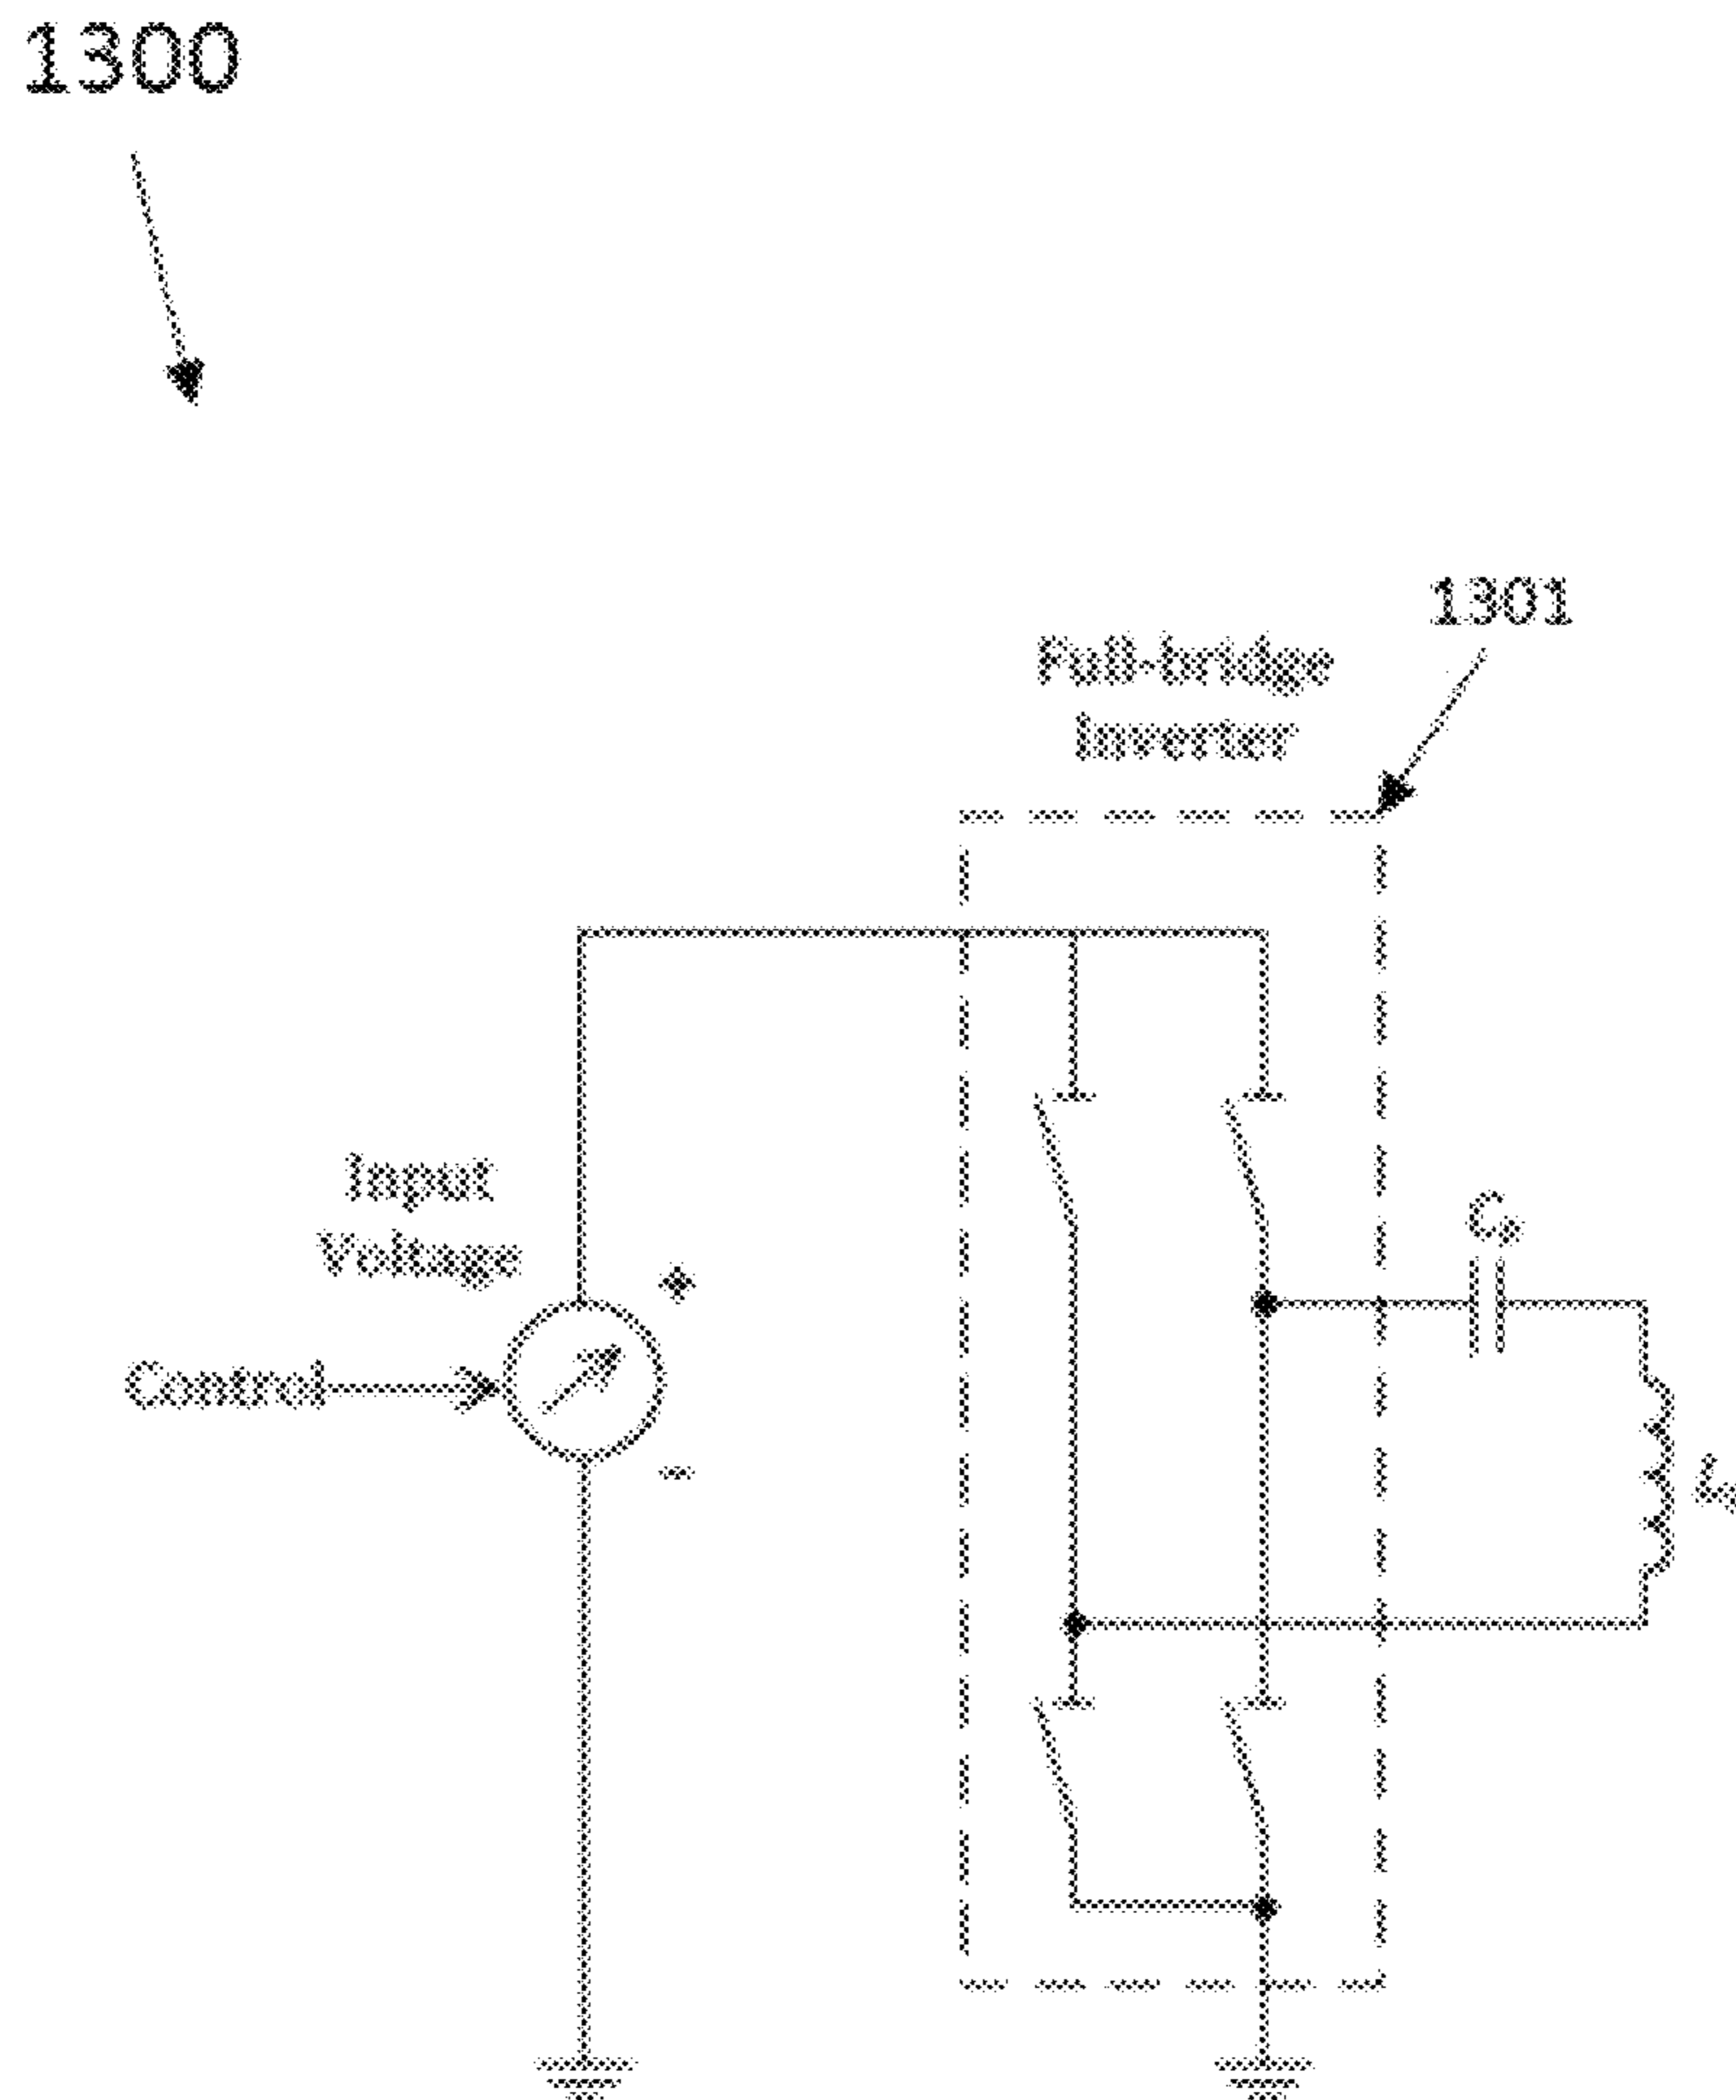 1300
1301
Full-bridge
Inverter
Input
Voltage
+
Control
-